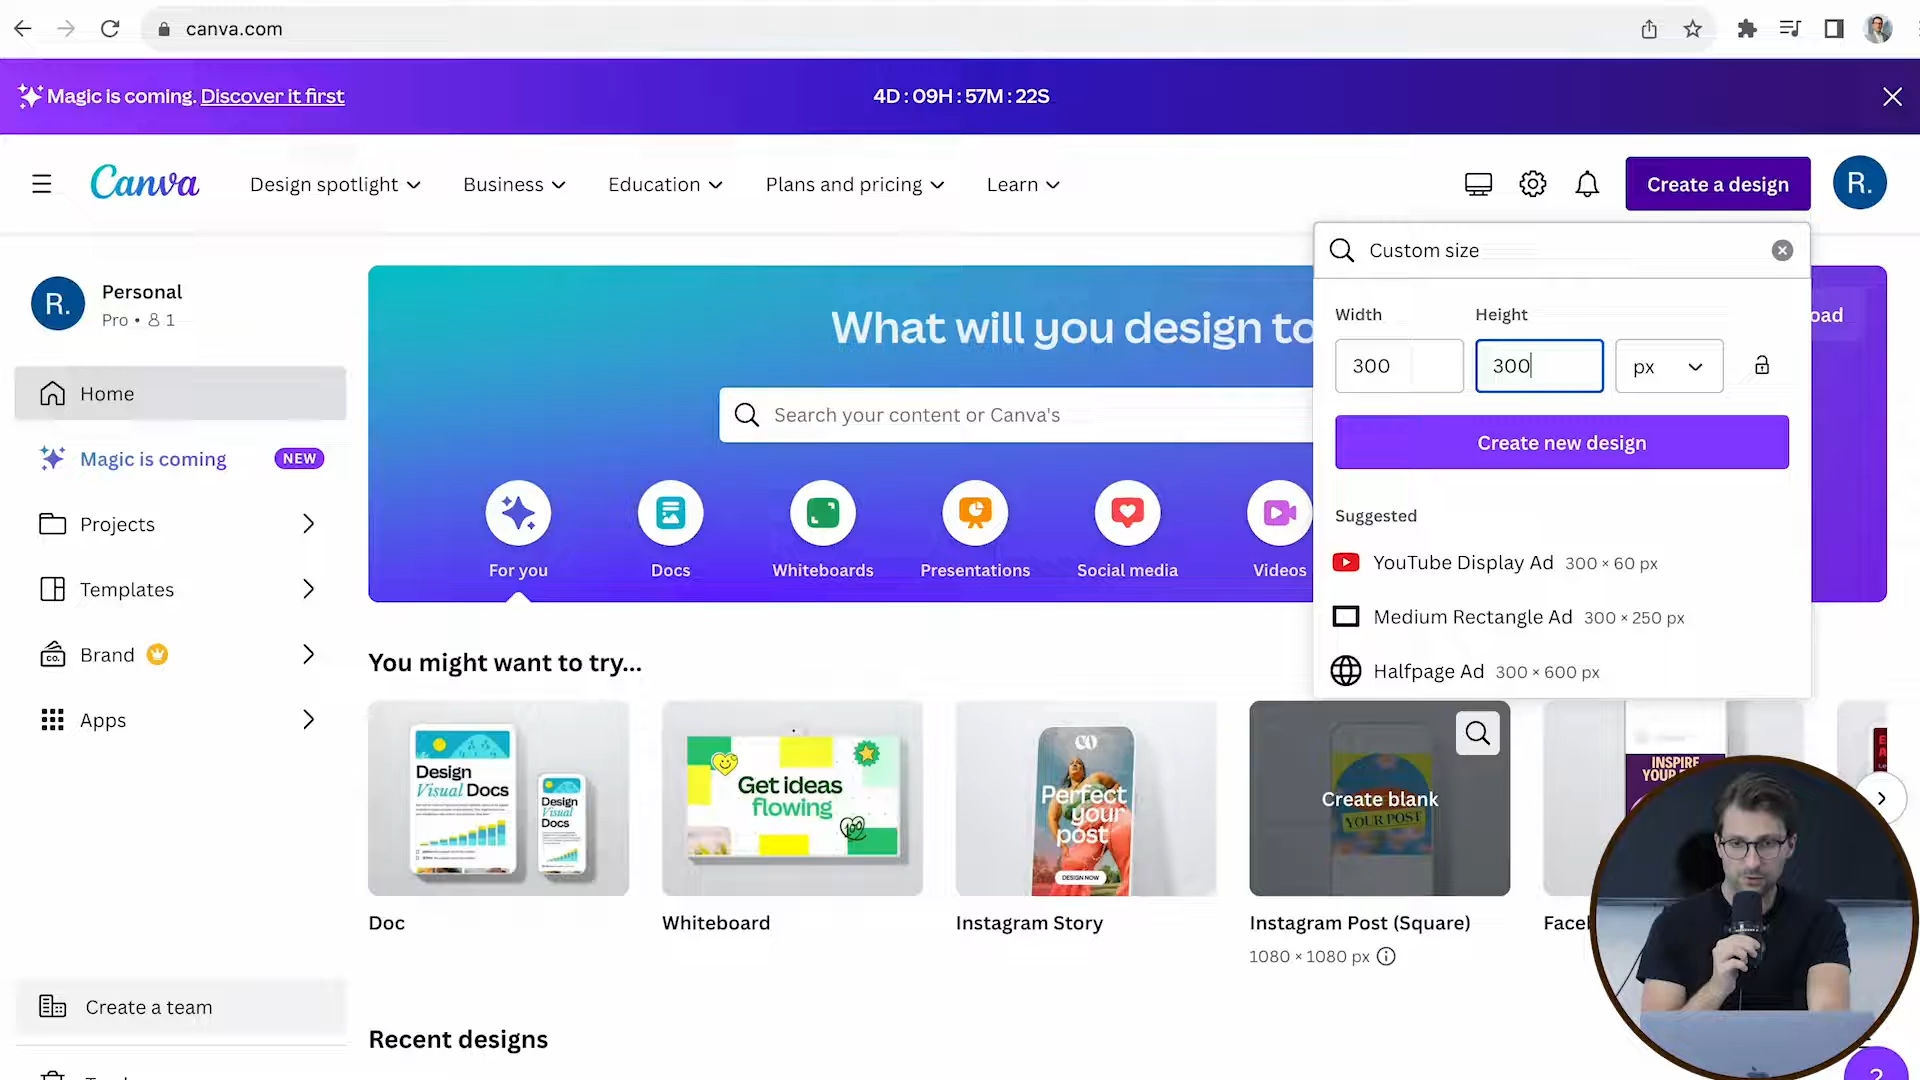 canva.com
Magic is coming. Discover it first
4D : 09H : 57M : 22S
Canva
Design spotlight
Business
Education
Plans and pricing
Learn
Create a design
R.
Custom size
R.
Personal
Pro • 1
Width
Height
oad
What will you design to
300
300
px
Home
Search your content or Canva's
Create new design
Magic is coming
NEW
Suggested
Projects
YouTube Display Ad 300 × 60 px
For you
Docs
Whiteboards
Presentations
Social media
Videos
Templates
Medium Rectangle Ad 300 × 250 px
Brand
You might want to try...
Halfpage Ad 300 × 600 px
Apps
Design
Visual Docs
Design
Visual
Docs
Get ideas
flowing
100
Perfect
your
post
DESIGN NOW
Create blank
YOUR POST
INSPIRE
YOUR
Doc
Whiteboard
Instagram Story
Instagram Post (Square)
Face
1080 × 1080 px
Create a team
Recent designs
?